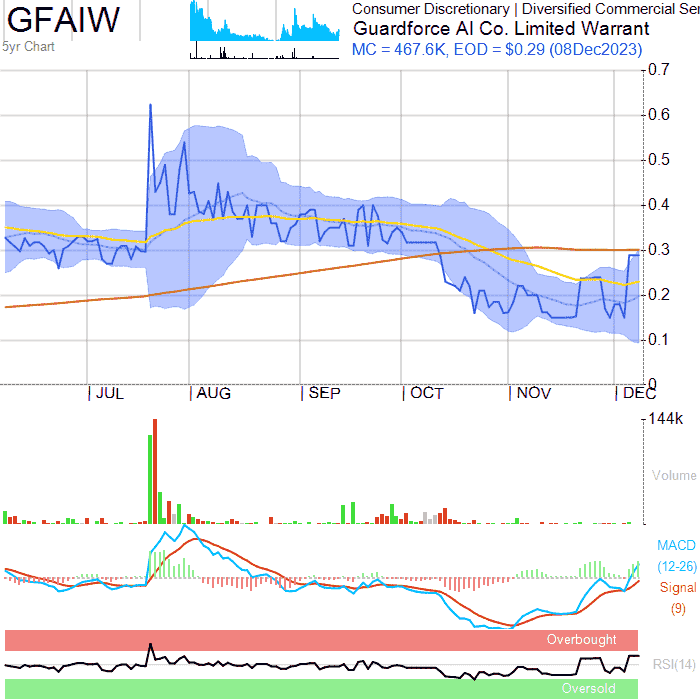 GFAIW
5yr Chart
Consumer Discretionary | Diversified Commercial Ser
Guardforce AI Co. Limited Warrant
MC = 467.6K, EOD = $0.29 (08Dec2023)
0.7
0.6
0.5
0.4
0.3
0.2
0.1
0
JUL AUG SEP OCT NOV DEC
144k
Volume
MACD
(12-26)
Signal
(9)
Overbought
RSI(14)
Oversold